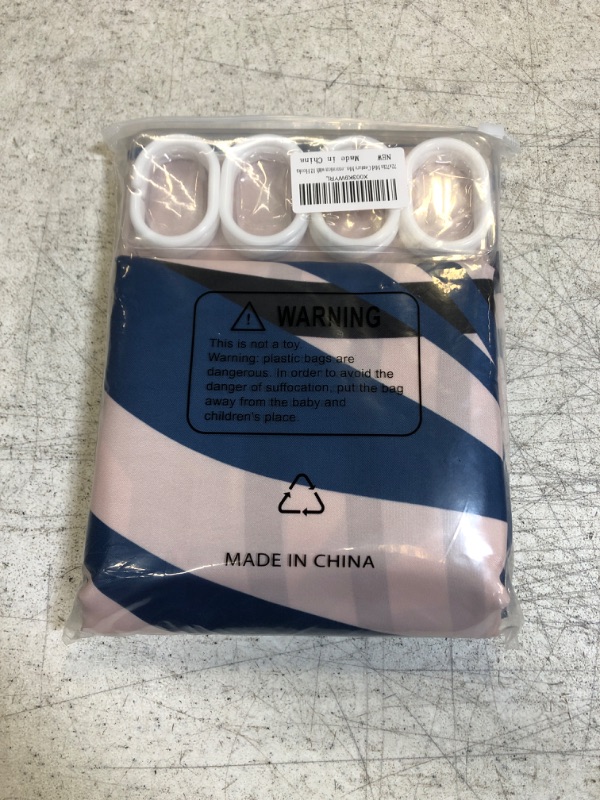 X003K9WYRL
NEW Made in China
WARNING
This is not a toy.
Warning: plastic bags are
dangerous. In order to avoid the
danger of suffocation, put the bag
away from the baby and
children's place.
MADE IN CHINA